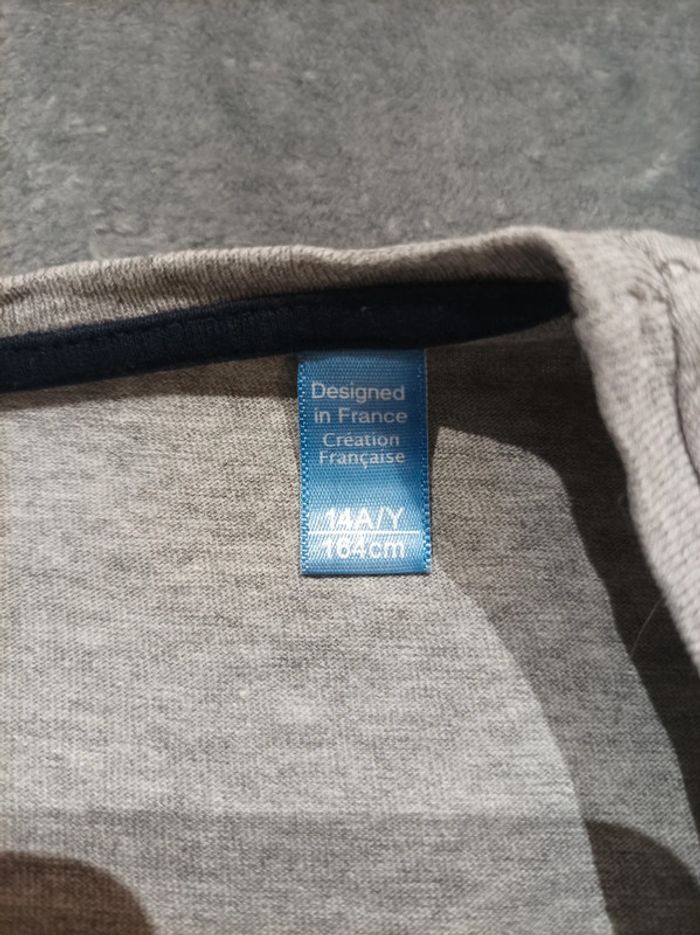 Designed
in France
Création
Française
14A/Y
164cm